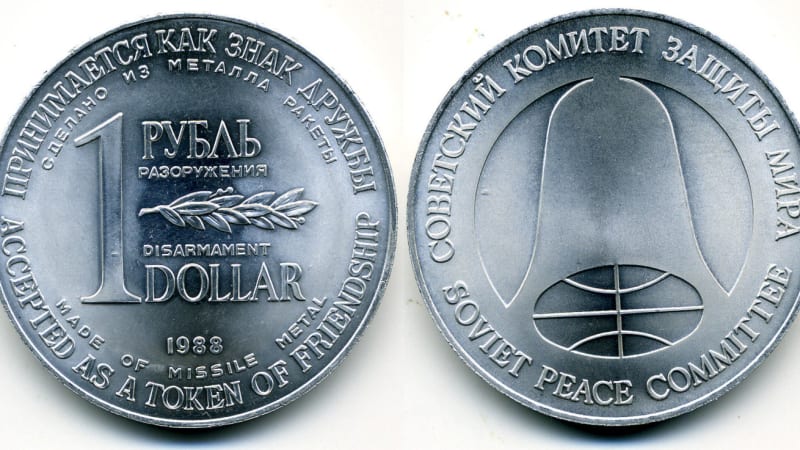 ПРИНИМАЕТСЯ КАК ЗНАК ДРУЖБЫ
СДЕЛАНО ИЗ МЕТАЛЛА РАКЕТЫ
1
РУБЛЬ
РАЗОРУЖЕНИЯ
DISARMAMENT
DOLLAR
1988
MADE OF MISSILE METAL
ACCEPTED AS A TOKEN OF FRIENDSHIP
СОВЕТСКИЙ КОМИТЕТ ЗАЩИТЫ МИРА
SOVIET PEACE COMMITTEE